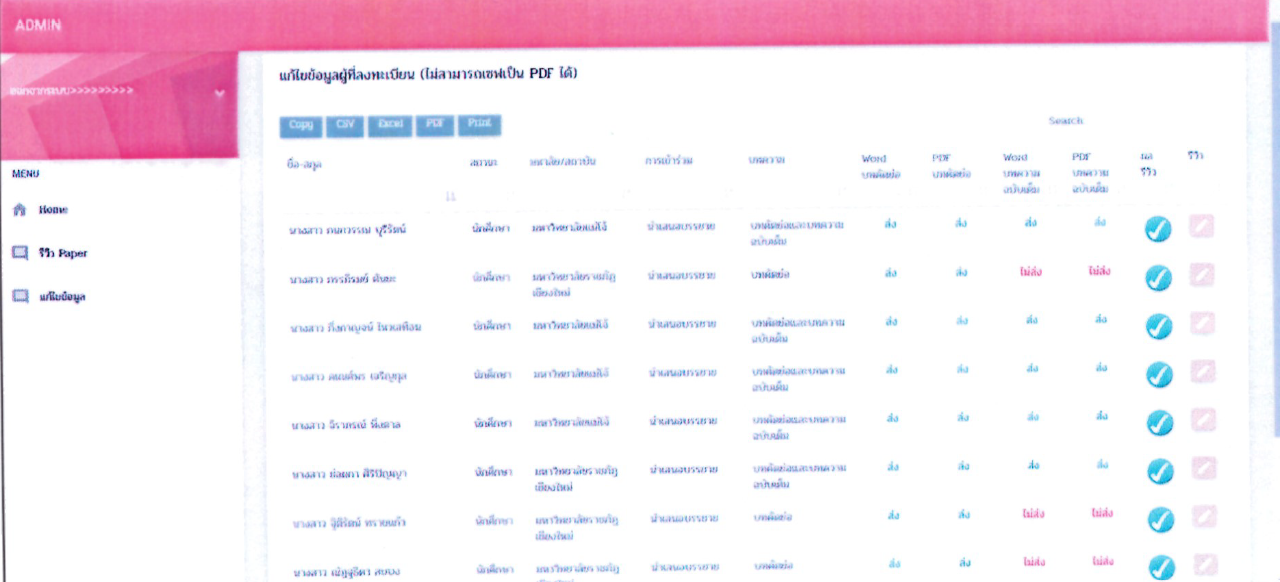 ADMIN
แก้ไขข้อมูลผู้ที่ลงทะเบียน (ไม่สามารถเซฟเป็น PDF ได้)
ออกจากระบบ>>>>>>>>>
Copy CSV Excel PDF Print
Search
MENU
ชื่อ-สกุล สถานะ มหาลัย/สถาบัน การเข้าร่วม บทความ Word บทคัดย่อ PDF บทคัดย่อ Word บทความ ฉบับเต็ม PDF บทความ ฉบับเต็ม ผล รีวิว รีวิว
Home
รีวิว Paper
แก้ไขข้อมูล
นางสาว นักศึกษา มหาวิทยาลัยแม่โจ้ นำเสนอบรรยาย บทคัดย่อและบทความ ส่ง ส่ง ส่ง ส่ง
ฉบับเต็ม
นางสาว นักศึกษา มหาวิทยาลัยราชภัฏ นำเสนอบรรยาย บทคัดย่อ ส่ง ส่ง ไม่ส่ง ไม่ส่ง
เชียงใหม่
นางสาว นักศึกษา มหาวิทยาลัยแม่โจ้ นำเสนอบรรยาย บทคัดย่อและบทความ ส่ง ส่ง ส่ง ส่ง
ฉบับเต็ม
นางสาว เจริญกุล นักศึกษา มหาวิทยาลัยแม่โจ้ นำเสนอบรรยาย บทคัดย่อและบทความ ส่ง ส่ง ส่ง ส่ง
ฉบับเต็ม
นางสาว จิราภรณ์ นักศึกษา มหาวิทยาลัยแม่โจ้ นำเสนอบรรยาย บทคัดย่อและบทความ ส่ง ส่ง ส่ง ส่ง
ฉบับเต็ม
นางสาว ศิริปัญญา นักศึกษา มหาวิทยาลัยราชภัฏ นำเสนอบรรยาย บทคัดย่อและบทความ ส่ง ส่ง ส่ง ส่ง
เชียงใหม่ ฉบับเต็ม
นางสาว ฐิติรัตน์ ทรายแก้ว นักศึกษา มหาวิทยาลัยราชภัฏ นำเสนอบรรยาย บทคัดย่อ ส่ง ส่ง ไม่ส่ง ไม่ส่ง
เชียงใหม่
นางสาว นักศึกษา มหาวิทยาลัยราชภัฏ นำเสนอบรรยาย บทคัดย่อ ส่ง ส่ง ไม่ส่ง ไม่ส่ง